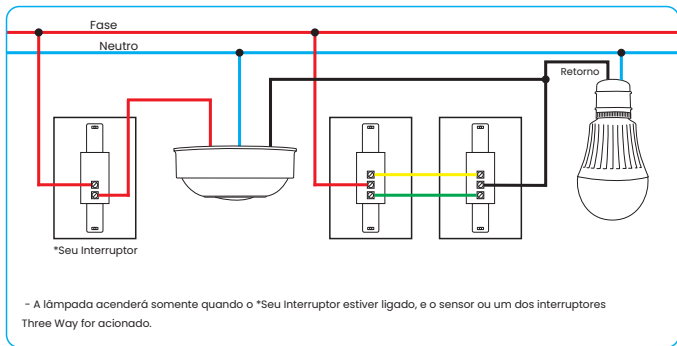 Fase
Neutro
Retorno
*Seu Interruptor
- A lâmpada acenderá somente quando o *Seu Interruptor estiver ligado, e o sensor ou um dos interruptores
Three Way for acionado.